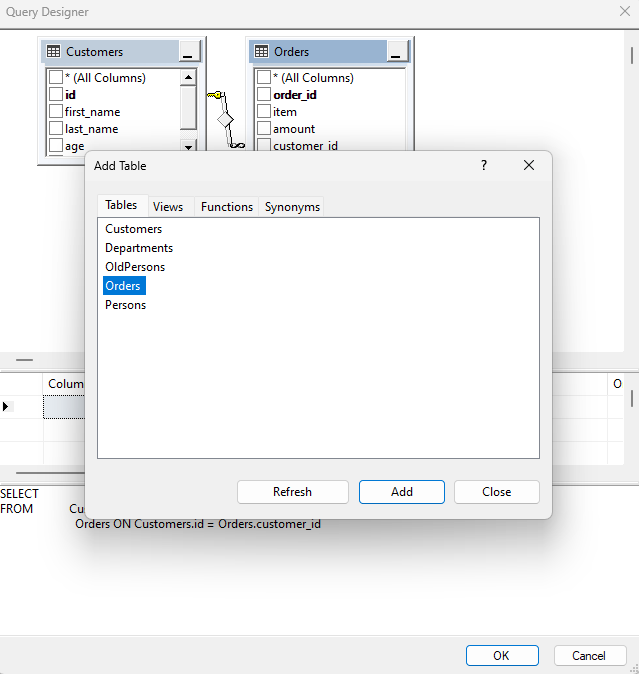 Query Designer
Customers
* (All Columns)
id
first_name
last_name
age
Orders
* (All Columns)
order_id
item
amount
customer_id
Add Table
?
Tables Views Functions Synonyms
Customers
Departments
OldPersons
Orders
Persons
Refresh Add Close
Colum O
SELECT
FROM Cu
Orders ON Customers.id = Orders.customer_id
OK Cancel